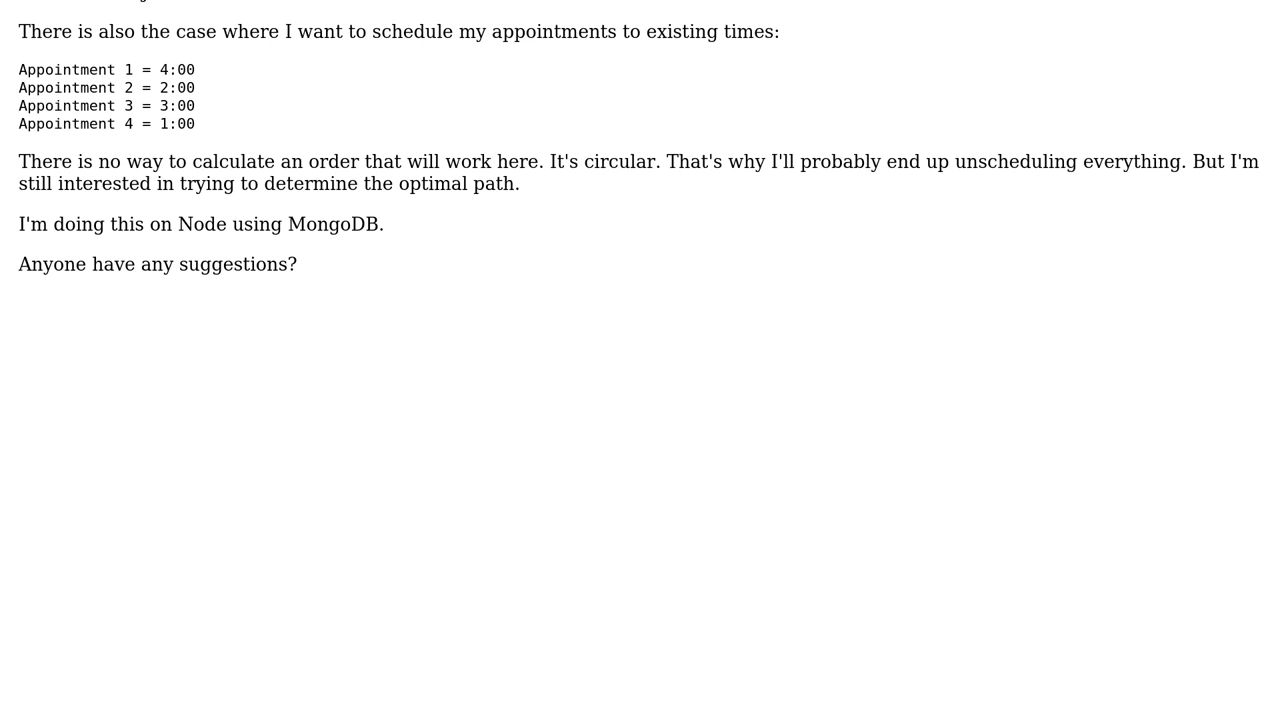 There is also the case where I want to schedule my appointments to existing times:
Appointment 1 = 4:00
Appointment 2 = 2:00
Appointment 3 = 3:00
Appointment 4 = 1:00
There is no way to calculate an order that will work here. It's circular. That's why I'll probably end up unscheduling everything. But I'm
still interested in trying to determine the optimal path.
I'm doing this on Node using MongoDB.
Anyone have any suggestions?